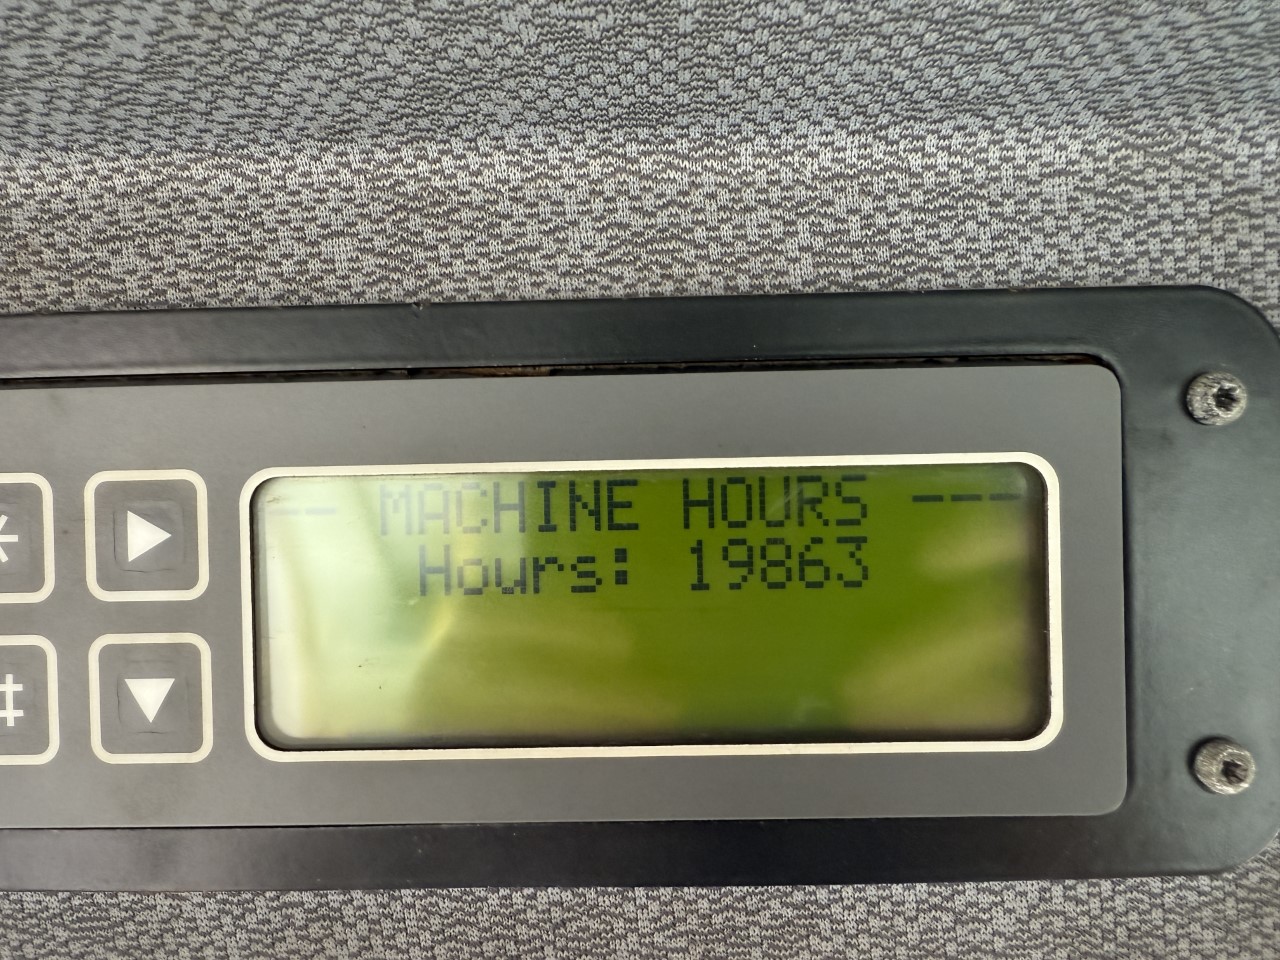 -- MACHINE HOURS ---
Hours: 19863
*
#